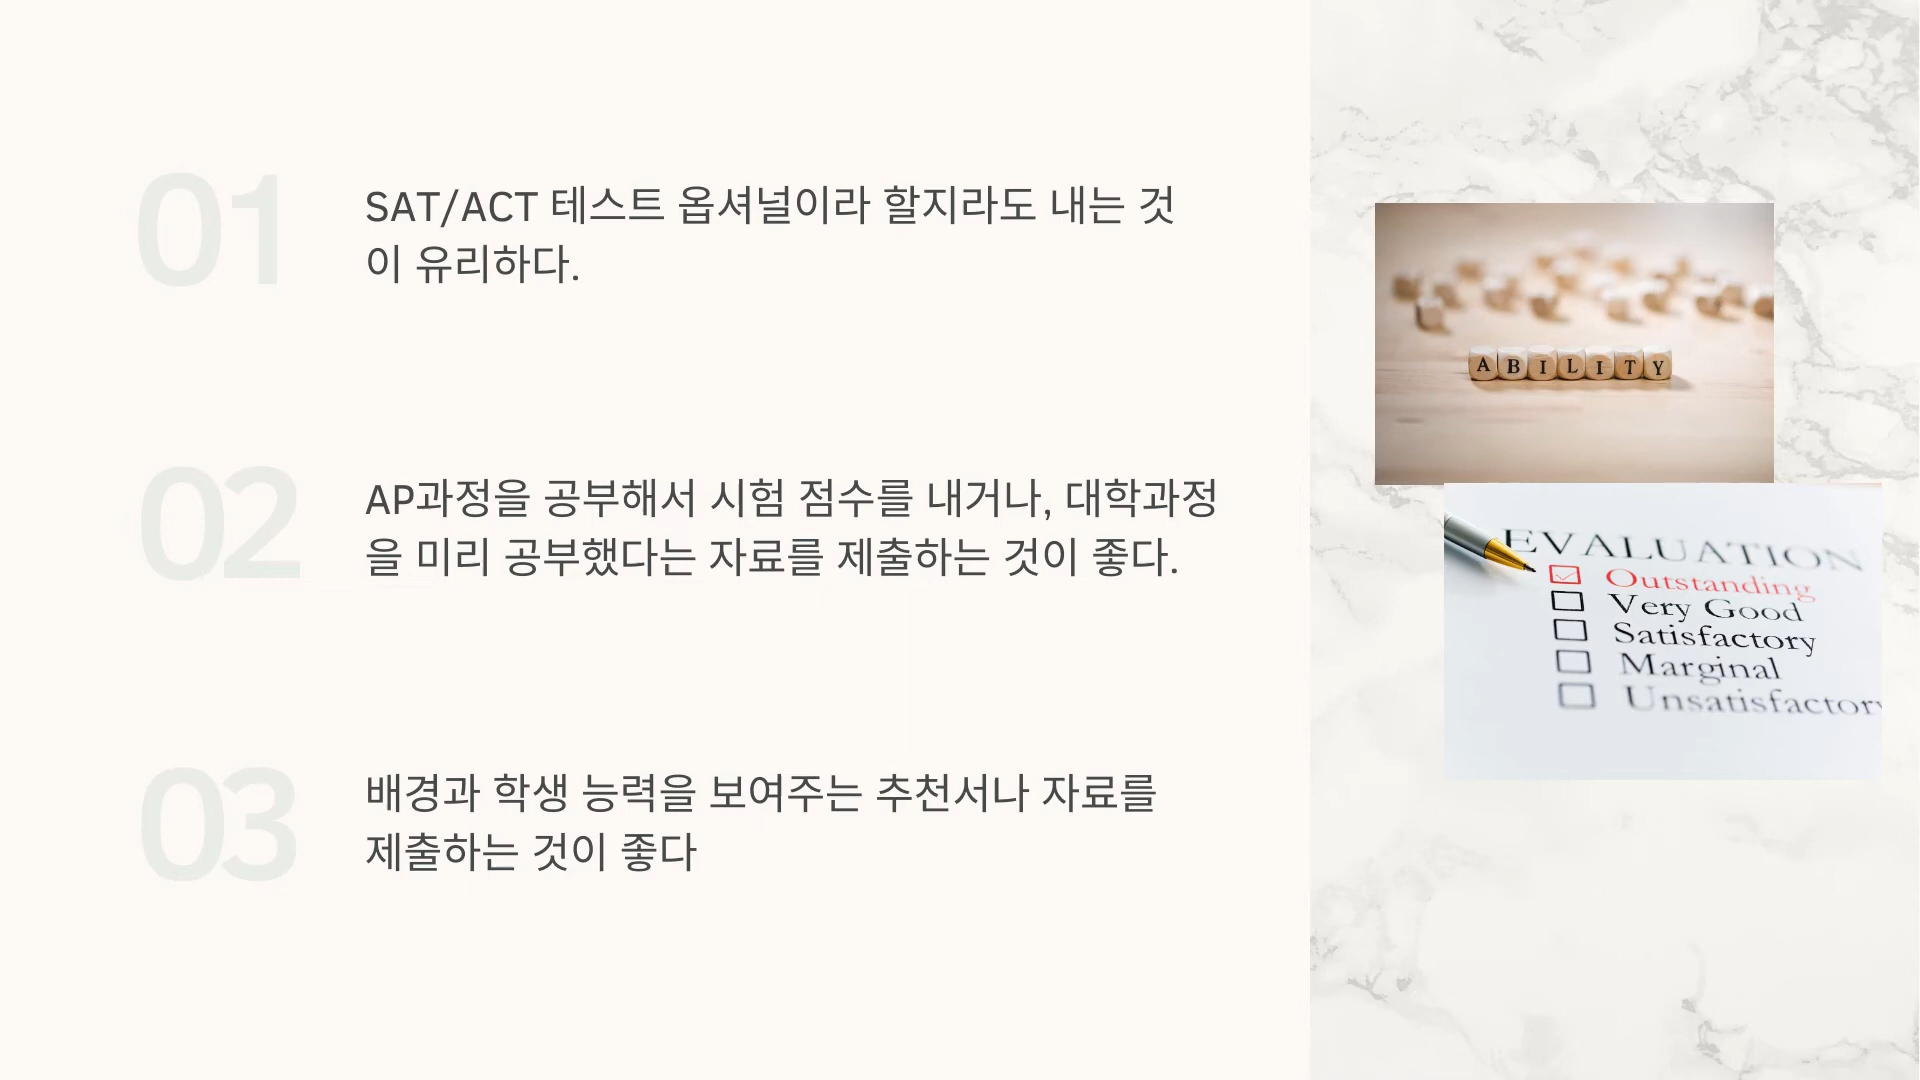 01
SAT/ACT 테스트 옵셔널이라 할지라도 내는 것
이 유리하다.
02
AP과정을 공부해서 시험 점수를 내거나, 대학과정
을 미리 공부했다는 자료를 제출하는 것이 좋다.
03
배경과 학생 능력을 보여주는 추천서나 자료를
제출하는 것이 좋다
ABILITY
EVALUATION
Outstanding
Very Good
Satisfactory
Marginal
Unsatisfactory